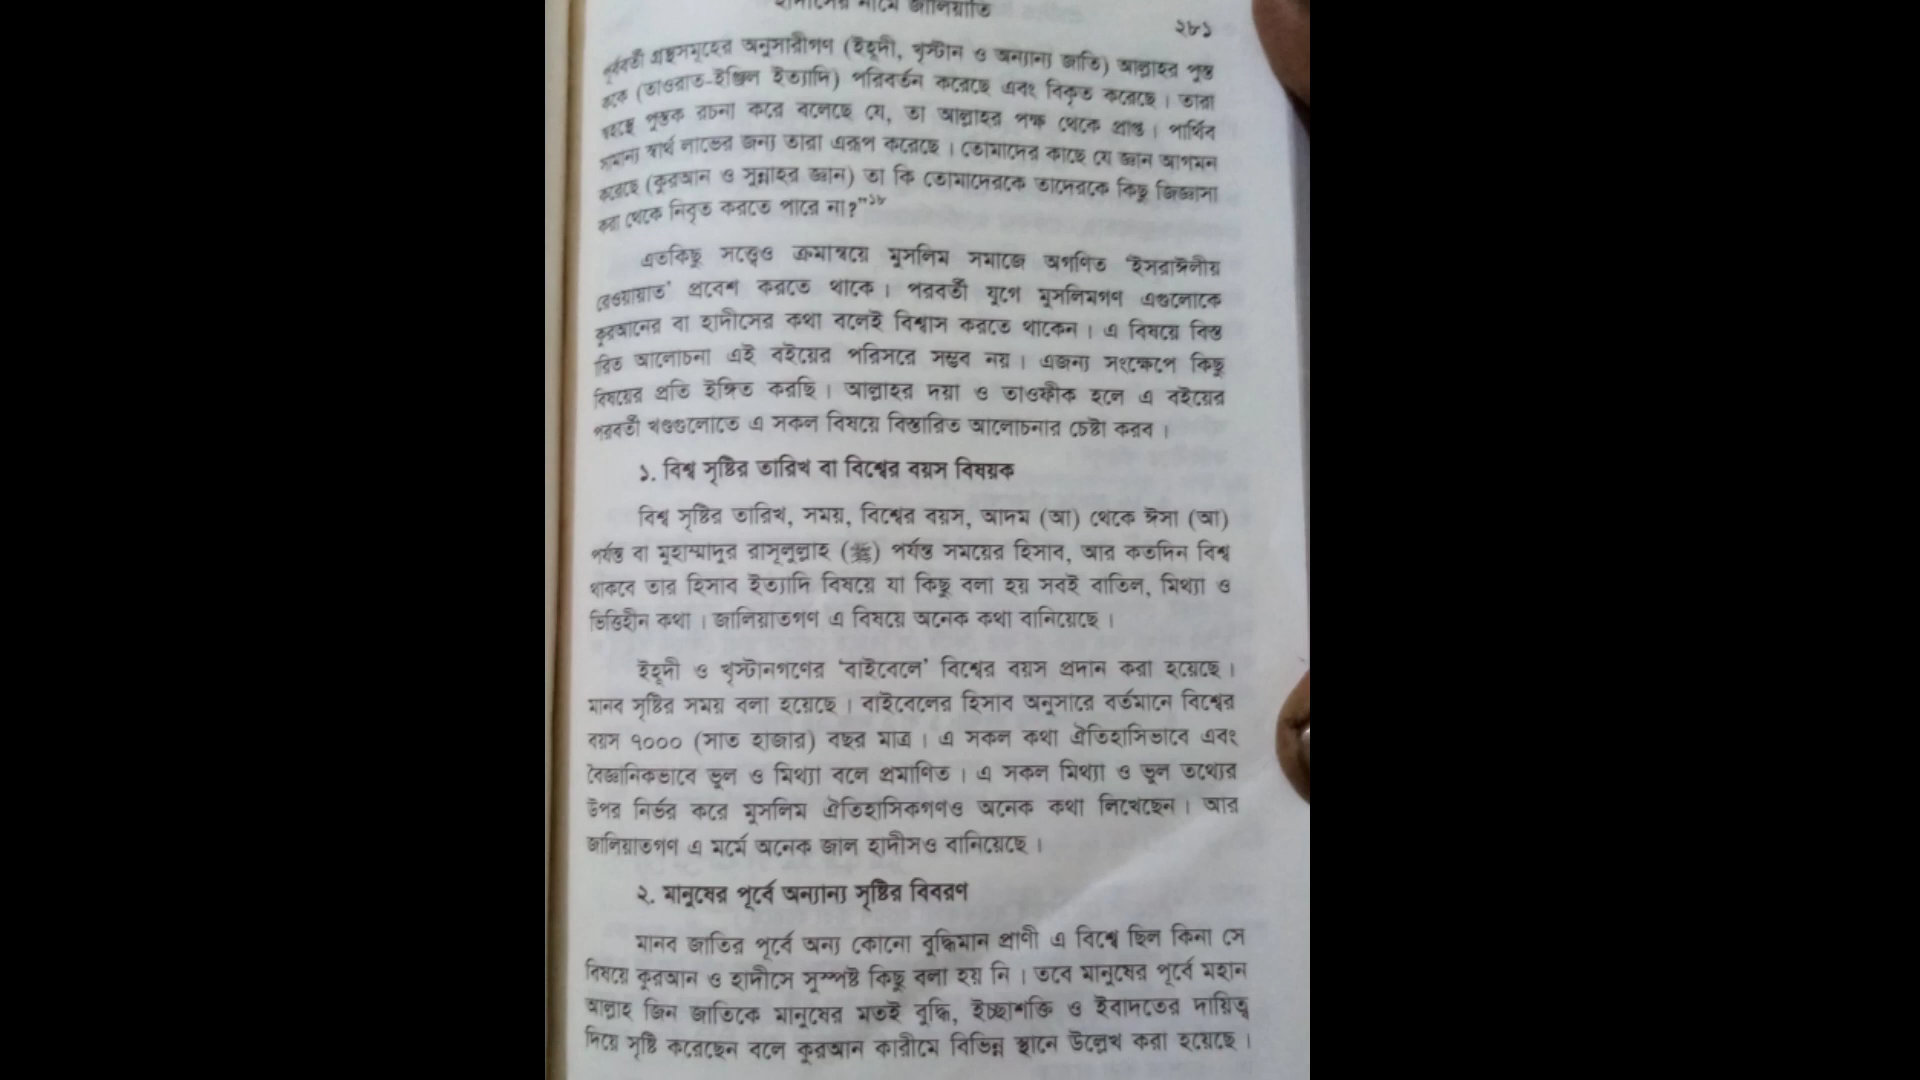 হাদীসের নামে জালিয়াতি
২৮১
পূর্ববর্তী গ্রন্থসমূহের অনুসারীগণ (ইহূদী, খৃস্টান ও অন্যান্য জাতি) আল্লাহর পুস্ত
ককে (তাওরাত-ইঞ্জিল ইত্যাদি) পরিবর্তন করেছে এবং বিকৃত করেছে। তারা
স্বহস্তে পুস্তক রচনা করে বলেছে যে, তা আল্লাহর পক্ষ থেকে প্রাপ্ত। পার্থিব
সামান্য স্বার্থ লাভের জন্য তারা এরূপ করেছে। তোমাদের কাছে যে জ্ঞান আগমন
করেছে (কুরআন ও সুন্নাহর জ্ঞান) তা কি তোমাদেরকে তাদেরকে কিছু জিজ্ঞাসা
করা থেকে নিবৃত করতে পারে না?”১৮
এতকিছু সত্ত্বেও ক্রমান্বয়ে মুসলিম সমাজে অগণিত ‘ইসরাঈলীয়
রেওয়ায়াত’ প্রবেশ করতে থাকে। পরবর্তী যুগে মুসলিমগণ এগুলোকে
কুরআনের বা হাদীসের কথা বলেই বিশ্বাস করতে থাকেন। এ বিষয়ে বিস্ত
ারিত আলোচনা এই বইয়ের পরিসরে সম্ভব নয়। এজন্য সংক্ষেপে কিছু
বিষয়ের প্রতি ইঙ্গিত করছি। আল্লাহর দয়া ও তাওফীক হলে এ বইয়ের
পরবর্তী খণ্ডগুলোতে এ সকল বিষয়ে বিস্তারিত আলোচনার চেষ্টা করব।
১. বিশ্ব সৃষ্টির তারিখ বা বিশ্বের বয়স বিষয়ক
বিশ্ব সৃষ্টির তারিখ, সময়, বিশ্বের বয়স, আদম (আ) থেকে ঈসা (আ)
পর্যন্ত বা মুহাম্মাদুর রাসূলুল্লাহ (ﷺ) পর্যন্ত সময়ের হিসাব, আর কতদিন বিশ্ব
থাকবে তার হিসাব ইত্যাদি বিষয়ে যা কিছু বলা হয় সবই বাতিল, মিথ্যা ও
ভিত্তিহীন কথা। জালিয়াতগণ এ বিষয়ে অনেক কথা বানিয়েছে।
ইহূদী ও খৃস্টানগণের ‘বাইবেলে’ বিশ্বের বয়স প্রদান করা হয়েছে।
মানব সৃষ্টির সময় বলা হয়েছে। বাইবেলের হিসাব অনুসারে বর্তমানে বিশ্বের
বয়স ৭০০০ (সাত হাজার) বছর মাত্র। এ সকল কথা ঐতিহাসিভাবে এবং
বৈজ্ঞানিকভাবে ভুল ও মিথ্যা বলে প্রমাণিত। এ সকল মিথ্যা ও ভুল তথ্যের
উপর নির্ভর করে মুসলিম ঐতিহাসিকগণও অনেক কথা লিখেছেন। আর
জালিয়াতগণ এ মর্মে অনেক জাল হাদীসও বানিয়েছে।
২. মানুষের পূর্বে অন্যান্য সৃষ্টির বিবরণ
মানব জাতির পূর্বে অন্য কোনো বুদ্ধিমান প্রাণী এ বিশ্বে ছিল কিনা সে
বিষয়ে কুরআন ও হাদীসে সুস্পষ্ট কিছু বলা হয় নি। তবে মানুষের পূর্বে মহান
আল্লাহ জিন জাতিকে মানুষের মতই বুদ্ধি, ইচ্ছাশক্তি ও ইবাদতের দায়িত্ব
দিয়ে সৃষ্টি করেছেন বলে কুরআন কারীমে বিভিন্ন স্থানে উল্লেখ করা হয়েছে।